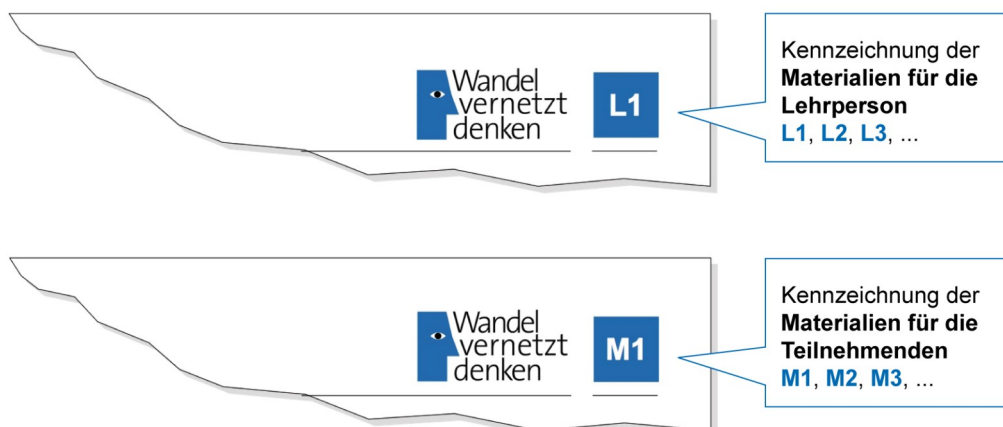 Wandel
vernetzt
denken
L1
Kennzeichnung der
Materialien für die
Lehrperson
L1, L2, L3, ...
Wandel
vernetzt
denken
M1
Kennzeichnung der
Materialien für die
Teilnehmenden
M1, M2, M3, ...